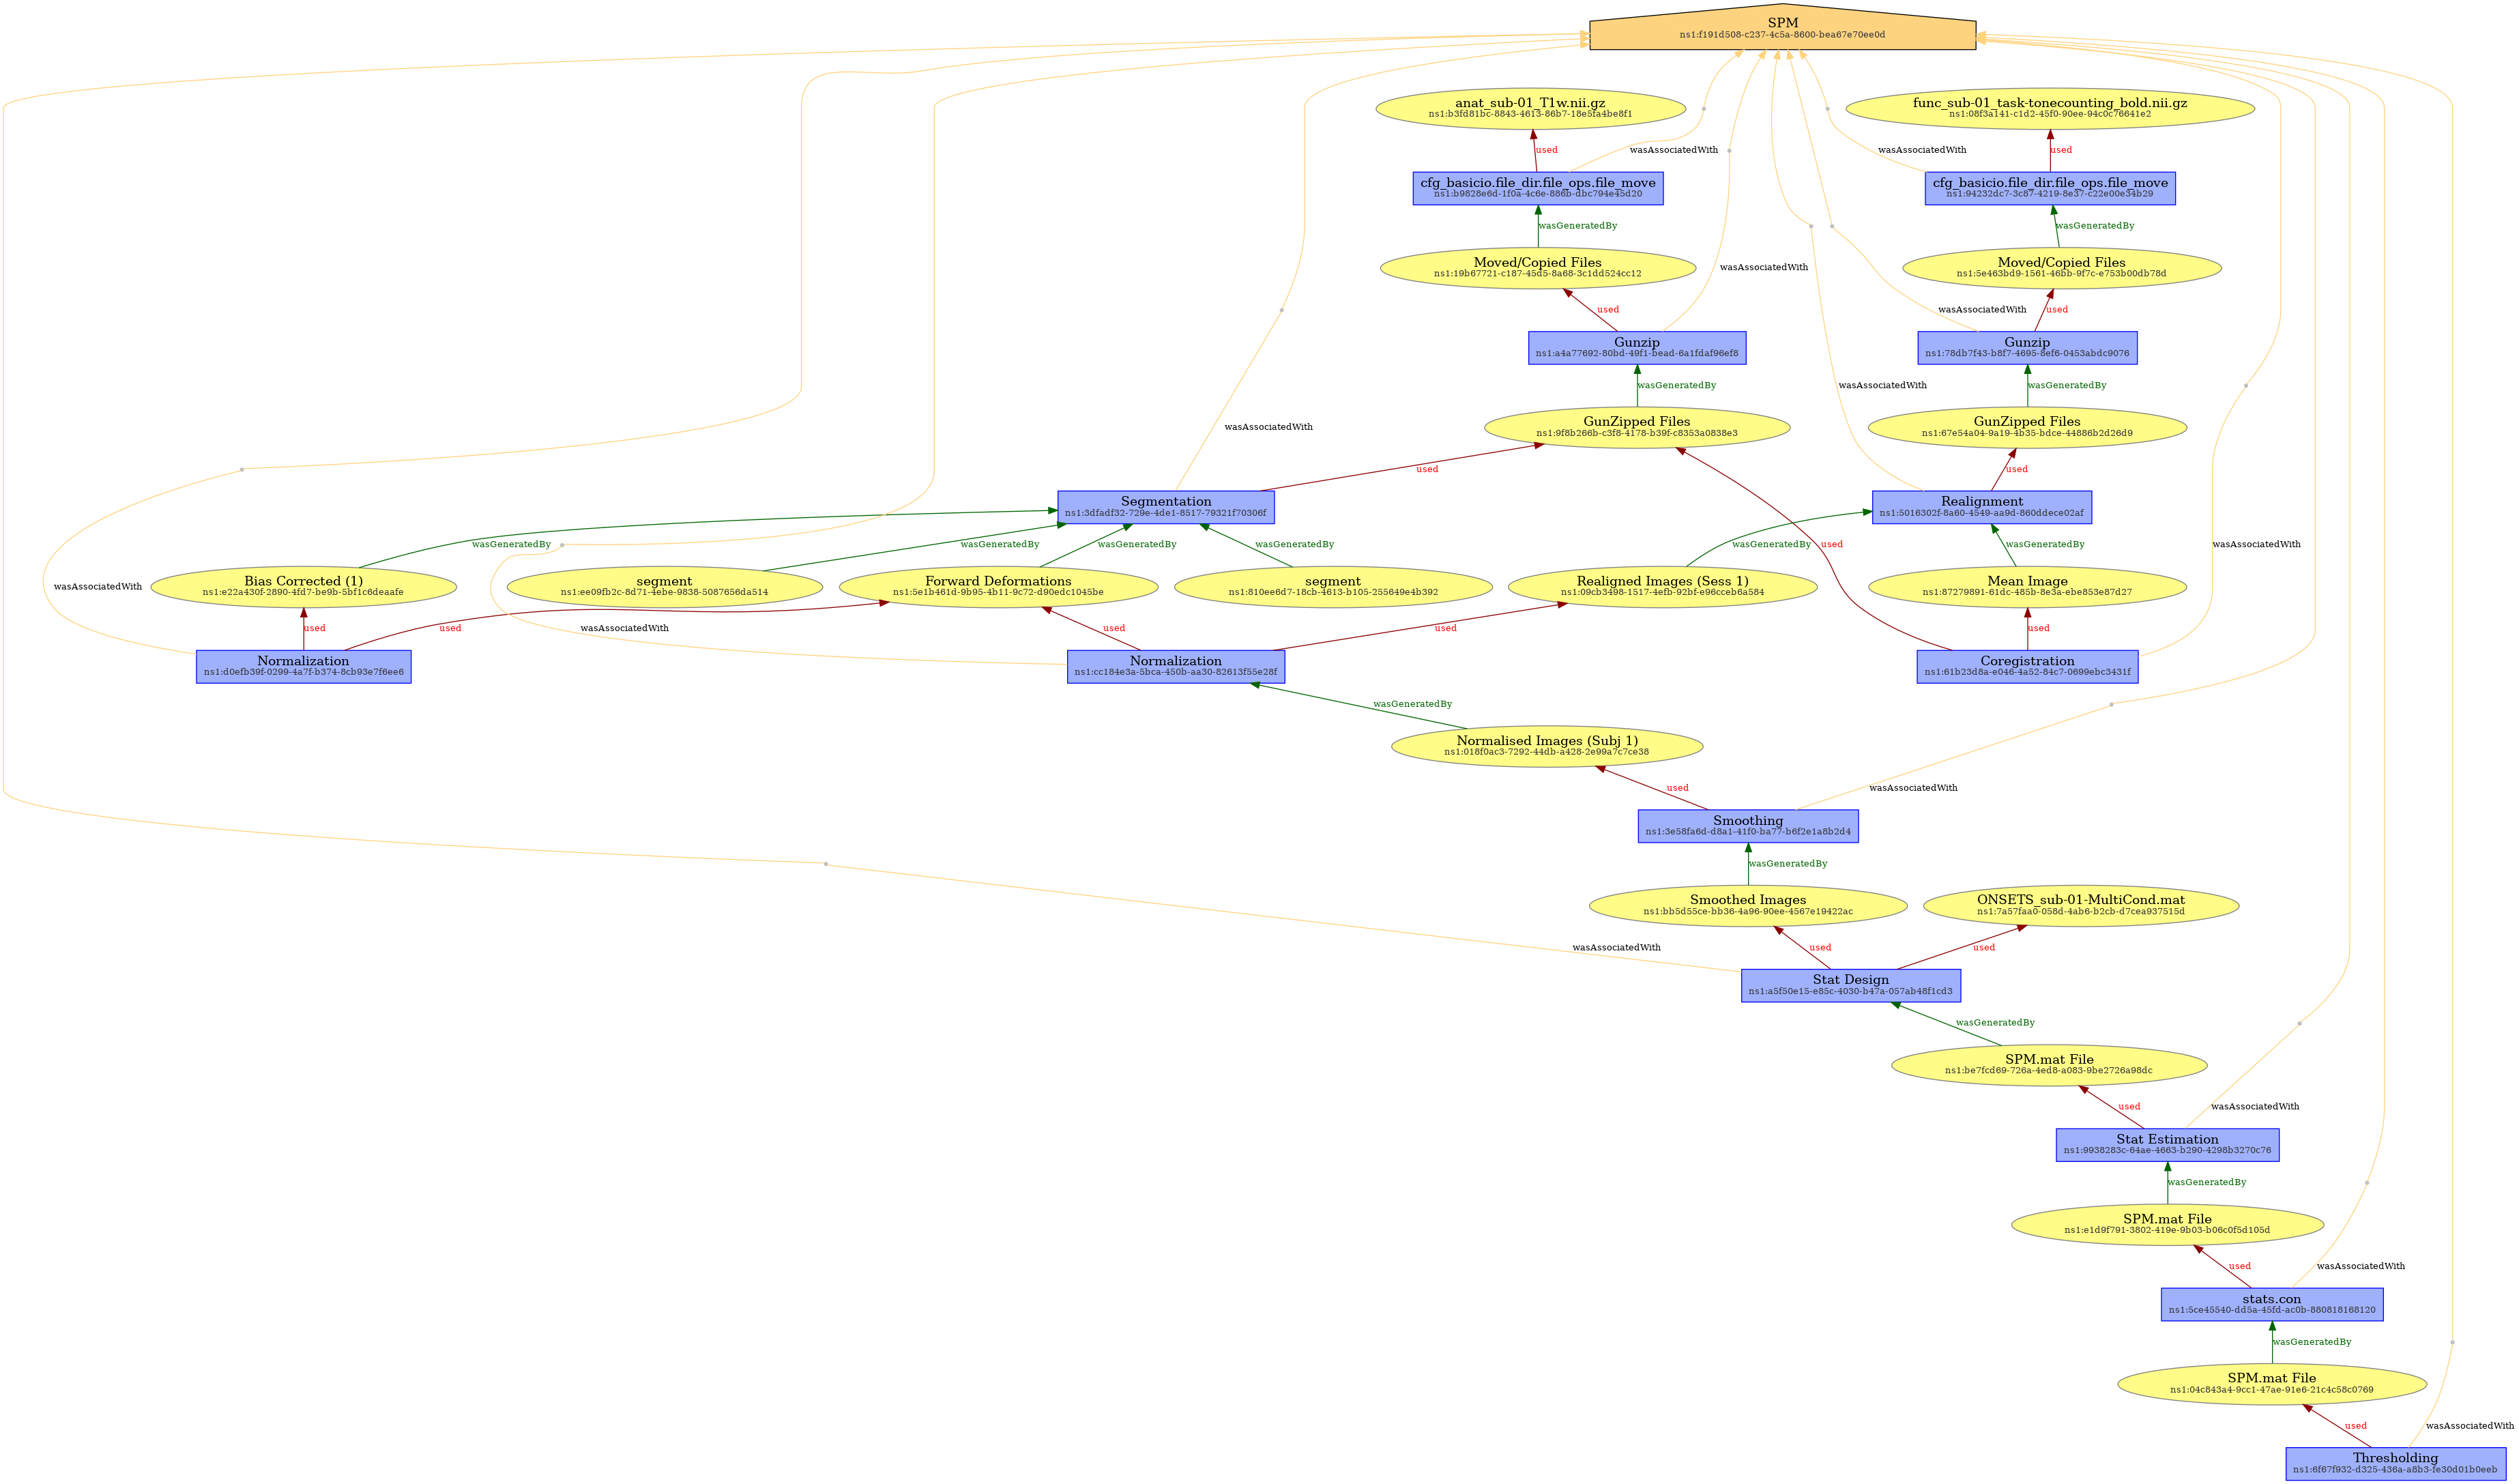 SPM
ns1:f191d508-c237-4c5a-8600-bea67e70ee0d
anat_sub-01_T1w.nii.gz
ns1:b3fd81bc-8843-4613-86b7-18e5fa4be8f1
func_sub-01_task-tonecounting_bold.nii.gz
ns1:08f3a141-c1d2-45f0-90ee-94c0c76641e2
used
wasAssociatedWith
wasAssociatedWith
used
cfg_basicio.file_dir.file_ops.file_move
ns1:b9828e6d-1f0a-4c6e-886b-dbc794e45d20
cfg_basicio.file_dir.file_ops.file_move
ns1:94232dc7-3c87-4219-8e37-c22e00e34b29
wasGeneratedBy
wasGeneratedBy
Moved/Copied Files
ns1:19b67721-c187-45d5-8a68-3c1dd524cc12
wasAssociatedWith
Moved/Copied Files
ns1:5e463bd9-1561-46bb-9f7c-e753b00db78d
used
wasAssociatedWith
used
Gunzip
ns1:a4a77692-80bd-49f1-bead-6a1fdaf96ef8
Gunzip
ns1:78db7f43-b8f7-4695-8ef6-0453abdc9076
wasGeneratedBy
wasAssociatedWith
wasGeneratedBy
wasAssociatedWith
GunZipped Files
ns1:9f8b266b-c3f8-4178-b39f-c8353a0838e3
GunZipped Files
ns1:67e54a04-9a19-4b35-bdce-44886b2d26d9
used
used
Segmentation
ns1:3dfadf32-729e-4de1-8517-79321f70306f
Realignment
ns1:5016302f-8a60-4549-aa9d-860ddece02af
wasGeneratedBy
wasGeneratedBy
wasGeneratedBy
wasGeneratedBy
wasGeneratedBy
used
wasGeneratedBy
wasAssociatedWith
wasAssociatedWith
Bias Corrected (1)
ns1:e22a430f-2890-4fd7-be9b-5bf1c6deaafe
segment
ns1:ee09fb2c-8d71-4ebe-9838-5087656da514
Forward Deformations
ns1:5e1b461d-9b95-4b11-9c72-d90edc1045be
segment
ns1:810ee6d7-18cb-4613-b105-255649e4b392
Realigned Images (Sess 1)
ns1:09cb3498-1517-4efb-92bf-e96cceb6a584
Mean Image
ns1:87279891-61dc-485b-8e3a-ebe853e87d27
used
used
wasAssociatedWith
used
used
used
Normalization
ns1:d0efb39f-0299-4a7f-b374-8cb93e7f6ee6
Normalization
ns1:cc184e3a-5bca-450b-aa30-82613f55e28f
Coregistration
ns1:61b23d8a-e046-4a52-84c7-0699ebc3431f
wasGeneratedBy
Normalised Images (Subj 1)
ns1:018f0ac3-7292-44db-a428-2e99a7c7ce38
used
wasAssociatedWith
Smoothing
ns1:3e58fa6d-d8a1-41f0-ba77-b6f2e1a8b2d4
wasGeneratedBy
Smoothed Images
ns1:bb5d55ce-bb36-4a96-90ee-4567e19422ac
ONSETS_sub-01-MultiCond.mat
ns1:7a57faa0-058d-4ab6-b2cb-d7cea937515d
wasAssociatedWith
used
used
Stat Design
ns1:a5f50e15-e85c-4030-b47a-057ab48f1cd3
wasGeneratedBy
SPM.mat File
ns1:be7fcd69-726a-4ed8-a083-9be2726a98dc
used
wasAssociatedWith
Stat Estimation
ns1:9938283c-64ae-4663-b290-4298b3270c76
wasGeneratedBy
SPM.mat File
ns1:e1d9f791-3802-419e-9b03-b06c0f5d105d
used
wasAssociatedWith
stats.con
ns1:5ce45540-dd5a-45fd-ac0b-880818168120
wasGeneratedBy
SPM.mat File
ns1:04c843a4-9cc1-47ae-91e6-21c4c58c0769
used
wasAssociatedWith
Thresholding
ns1:6f67f932-d325-436a-a8b3-fe30d01b0eeb